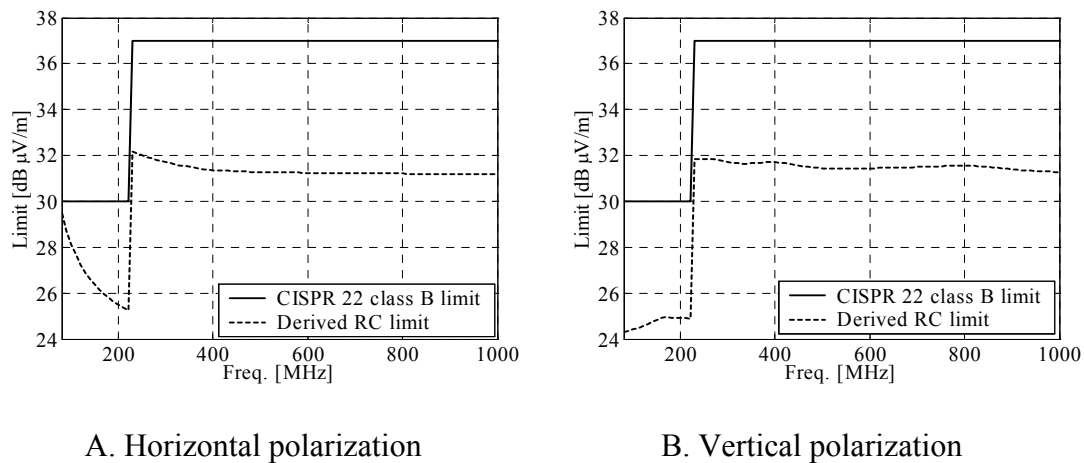 38
36
34
32
30
28
26
24
Limit [dB μV/m]
200
400
600
800
1000
Freq. [MHz]
CISPR 22 class B limit
Derived RC limit
38
36
34
32
30
28
26
24
Limit [dB μV/m]
200
400
600
800
1000
Freq. [MHz]
CISPR 22 class B limit
Derived RC limit
A. Horizontal polarization
B. Vertical polarization